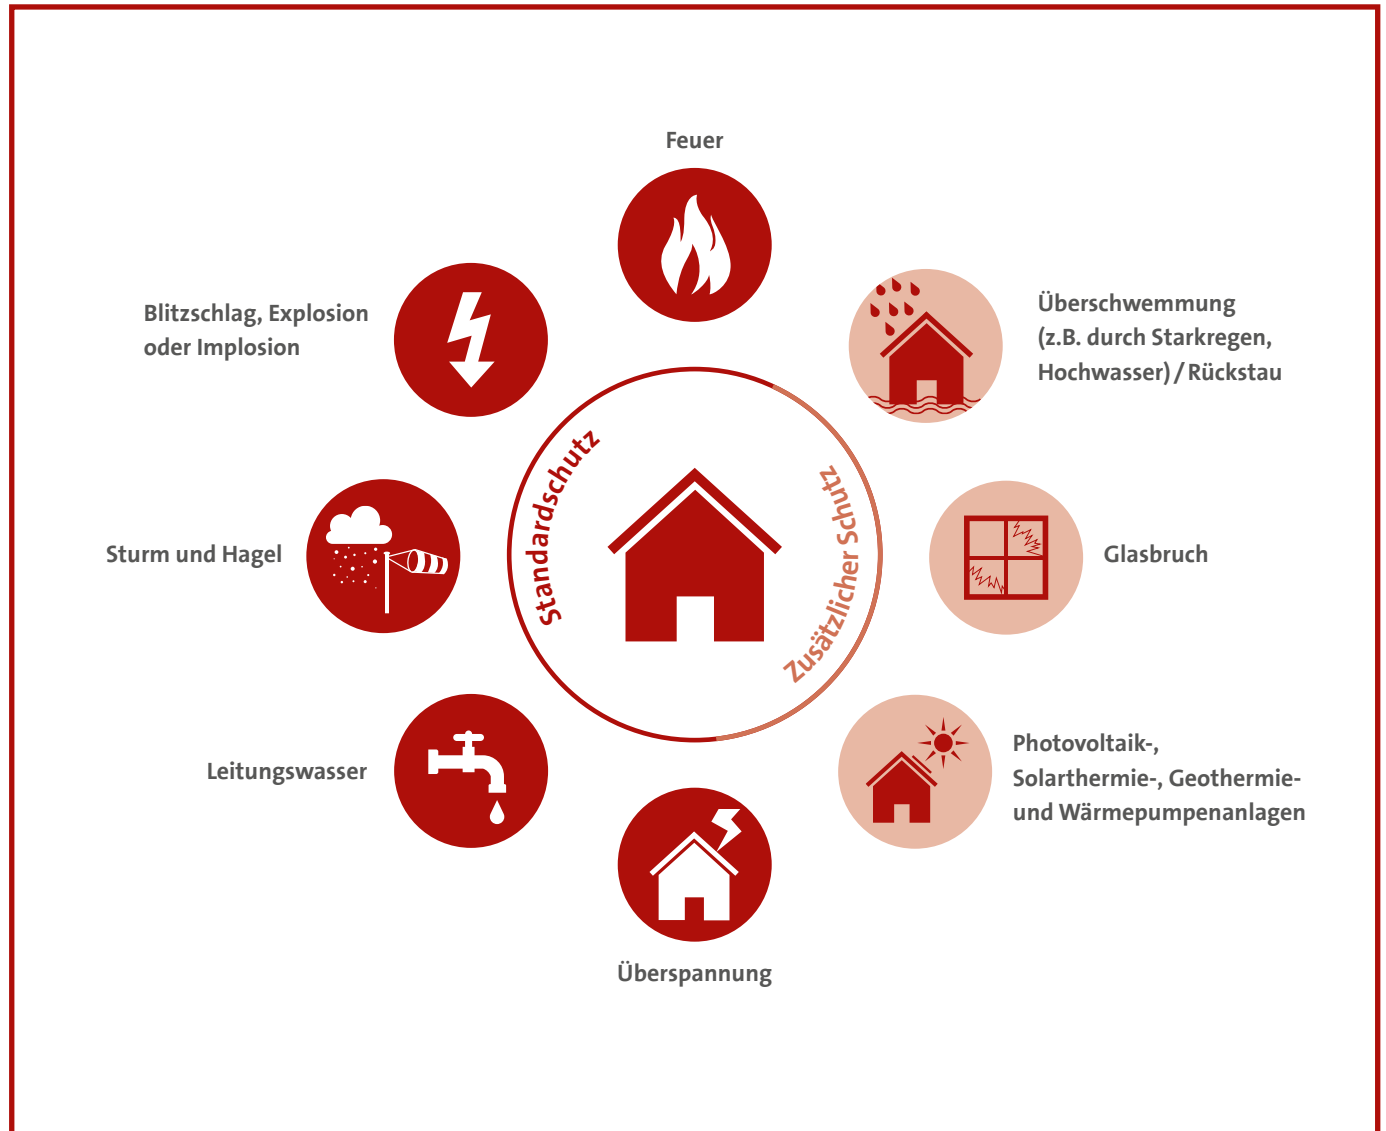 Feuer
Blitzschlag, Explosion
oder Implosion
Überschwemmung
(z.B. durch Starkregen,
Hochwasser) / Rückstau
Standardschutz
Zusätzlicher Schutz
Sturm und Hagel
Glasbruch
Leitungswasser
Photovoltaik-,
Solarthermie-, Geothermie-
und Wärmepumpenanlagen
Überspannung